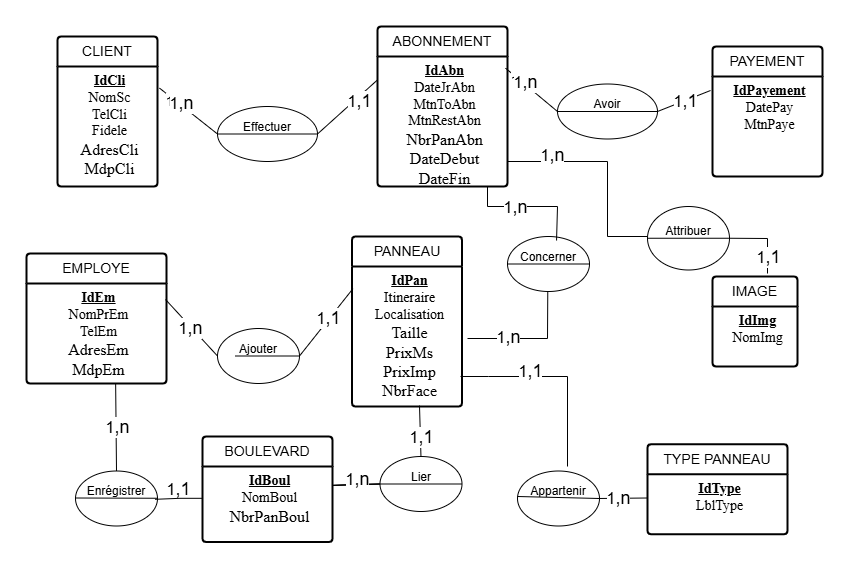 CLIENT
IdCli
NomSc
TelCli
Fidele
AdresCli
MdpCli
1,n
Effectuer
1,1
ABONNEMENT
IdAbn
DateJrAbn
MtnToAbn
MtnRestAbn
NbrPanAbn
DateDebut
DateFin
1,n
Avoir
1,1
PAYEMENT
IdPayement
DatePay
MtnPaye
1,n
Attribuer
1,1
IMAGE
IdImg
NomImg
1,n
Concerner
1,n
EMPLOYE
IdEm
NomPrEm
TelEm
AdresEm
MdpEm
1,n
Ajouter
1,1
PANNEAU
IdPan
Itineraire
Localisation
Taille
PrixMs
PrixImp
NbrFace
1,1
1,1
1,n
Enrégistrer
1,1
BOULEVARD
IdBoul
NomBoul
NbrPanBoul
1,n
Lier
Appartenir
1,n
TYPE PANNEAU
IdType
LblType